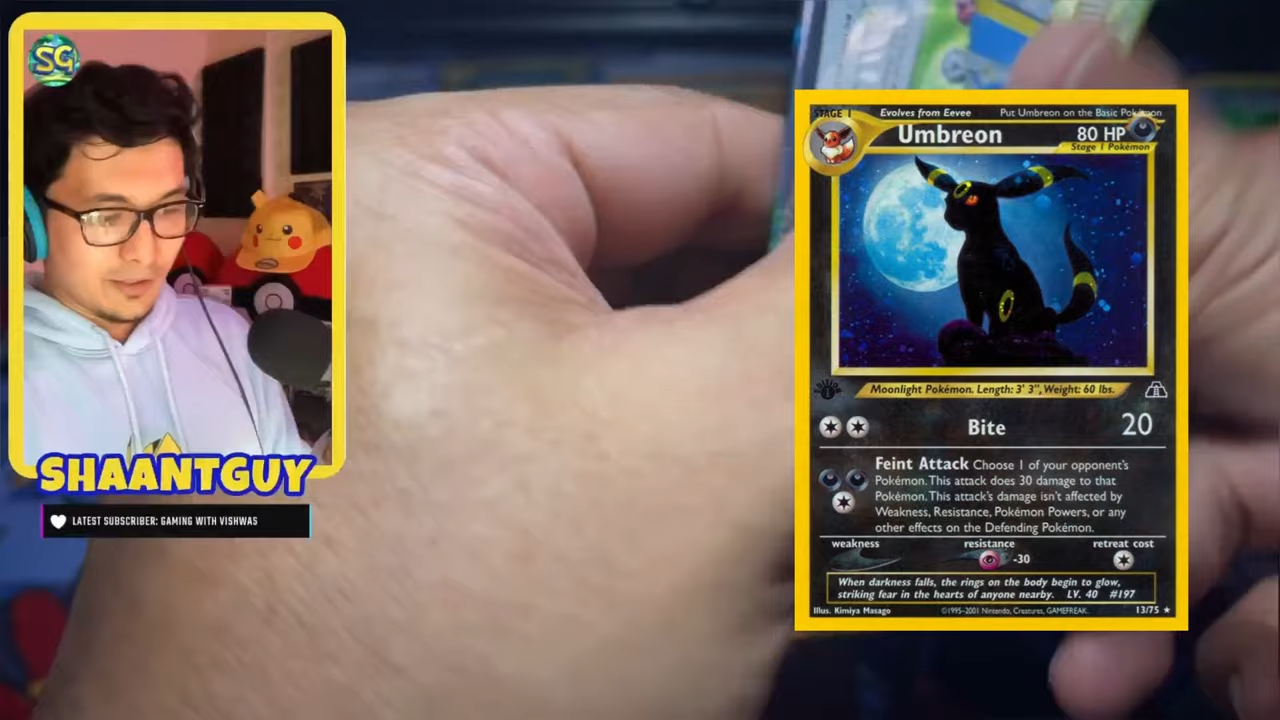 SG
SHAANTGUY
LATEST SUBSCRIBER: GAMING WITH VISHWAS
STAGE 1
Evolves from Eevee
Put Umbreon on the Basic Pokémon
Umbreon
80 HP
Stage 1 Pokémon
EDITION
1
Moonlight Pokémon. Length: 3' 3", Weight: 60 lbs.
Bite
20
Feint Attack Choose 1 of your opponent's
Pokémon. This attack does 30 damage to that
Pokémon. This attack's damage isn't affected by
Weakness, Resistance, Pokémon Powers, or any
other effects on the Defending Pokémon.
weakness
resistance
retreat cost
-30
When darkness falls, the rings on the body begin to glow,
striking fear in the hearts of anyone nearby. LV. 40 #197
Illus. Kimiya Masago
©1995-2001 Nintendo, Creatures, GAMEFREAK.
13/75 ★